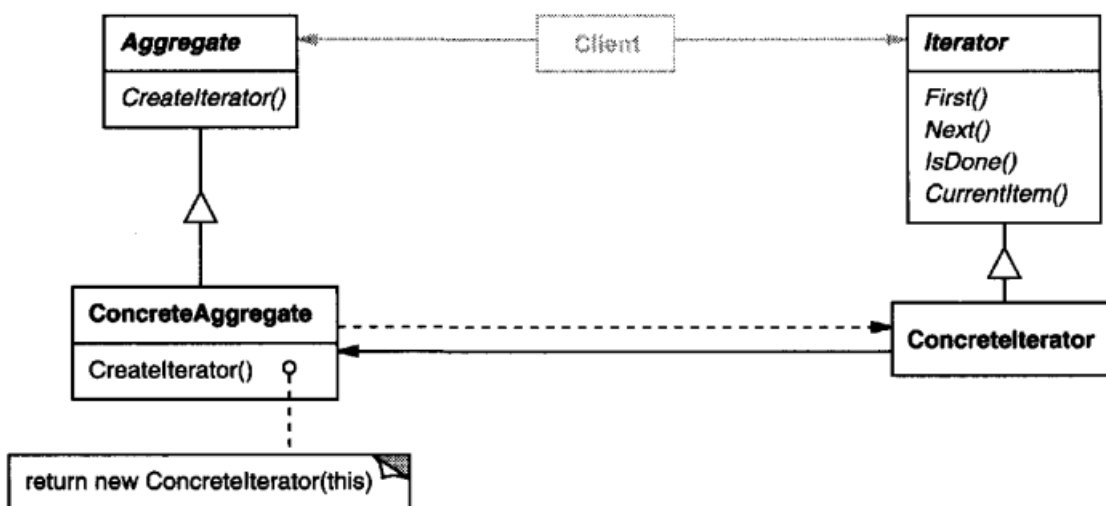 Aggregate
CreateIterator()
Client
Iterator
First()
Next()
IsDone()
CurrentItem()
ConcreteAggregate
CreateIterator()
ConcreteIterator
return new ConcreteIterator(this)